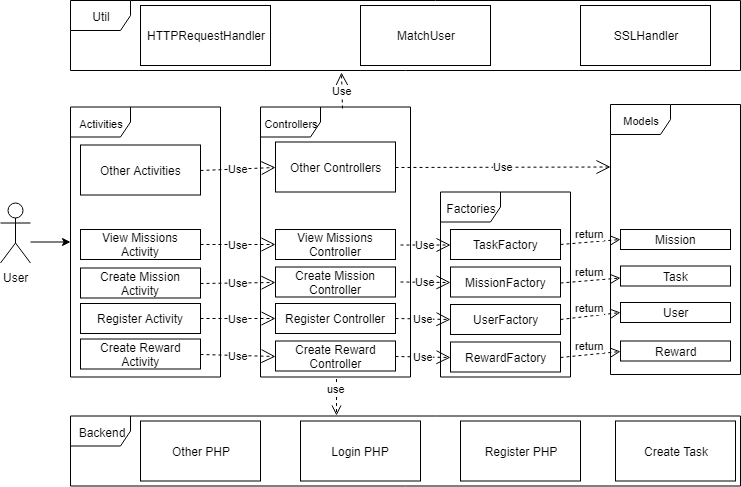 Util
HTTPRequestHandler
MatchUser
SSLHandler
Use
Activities
Controllers
Models
Other Activities
Use
Other Controllers
Use
Factories
User
View Missions
Activity
Use
View Missions
Controller
Use
TaskFactory
return
Mission
Create Mission
Activity
Use
Create Mission
Controller
Use
MissionFactory
return
Task
Register Activity
Use
Register Controller
Use
UserFactory
return
User
Create Reward
Activity
Use
Create Reward
Controller
Use
RewardFactory
return
Reward
use
Backend
Other PHP
Login PHP
Register PHP
Create Task